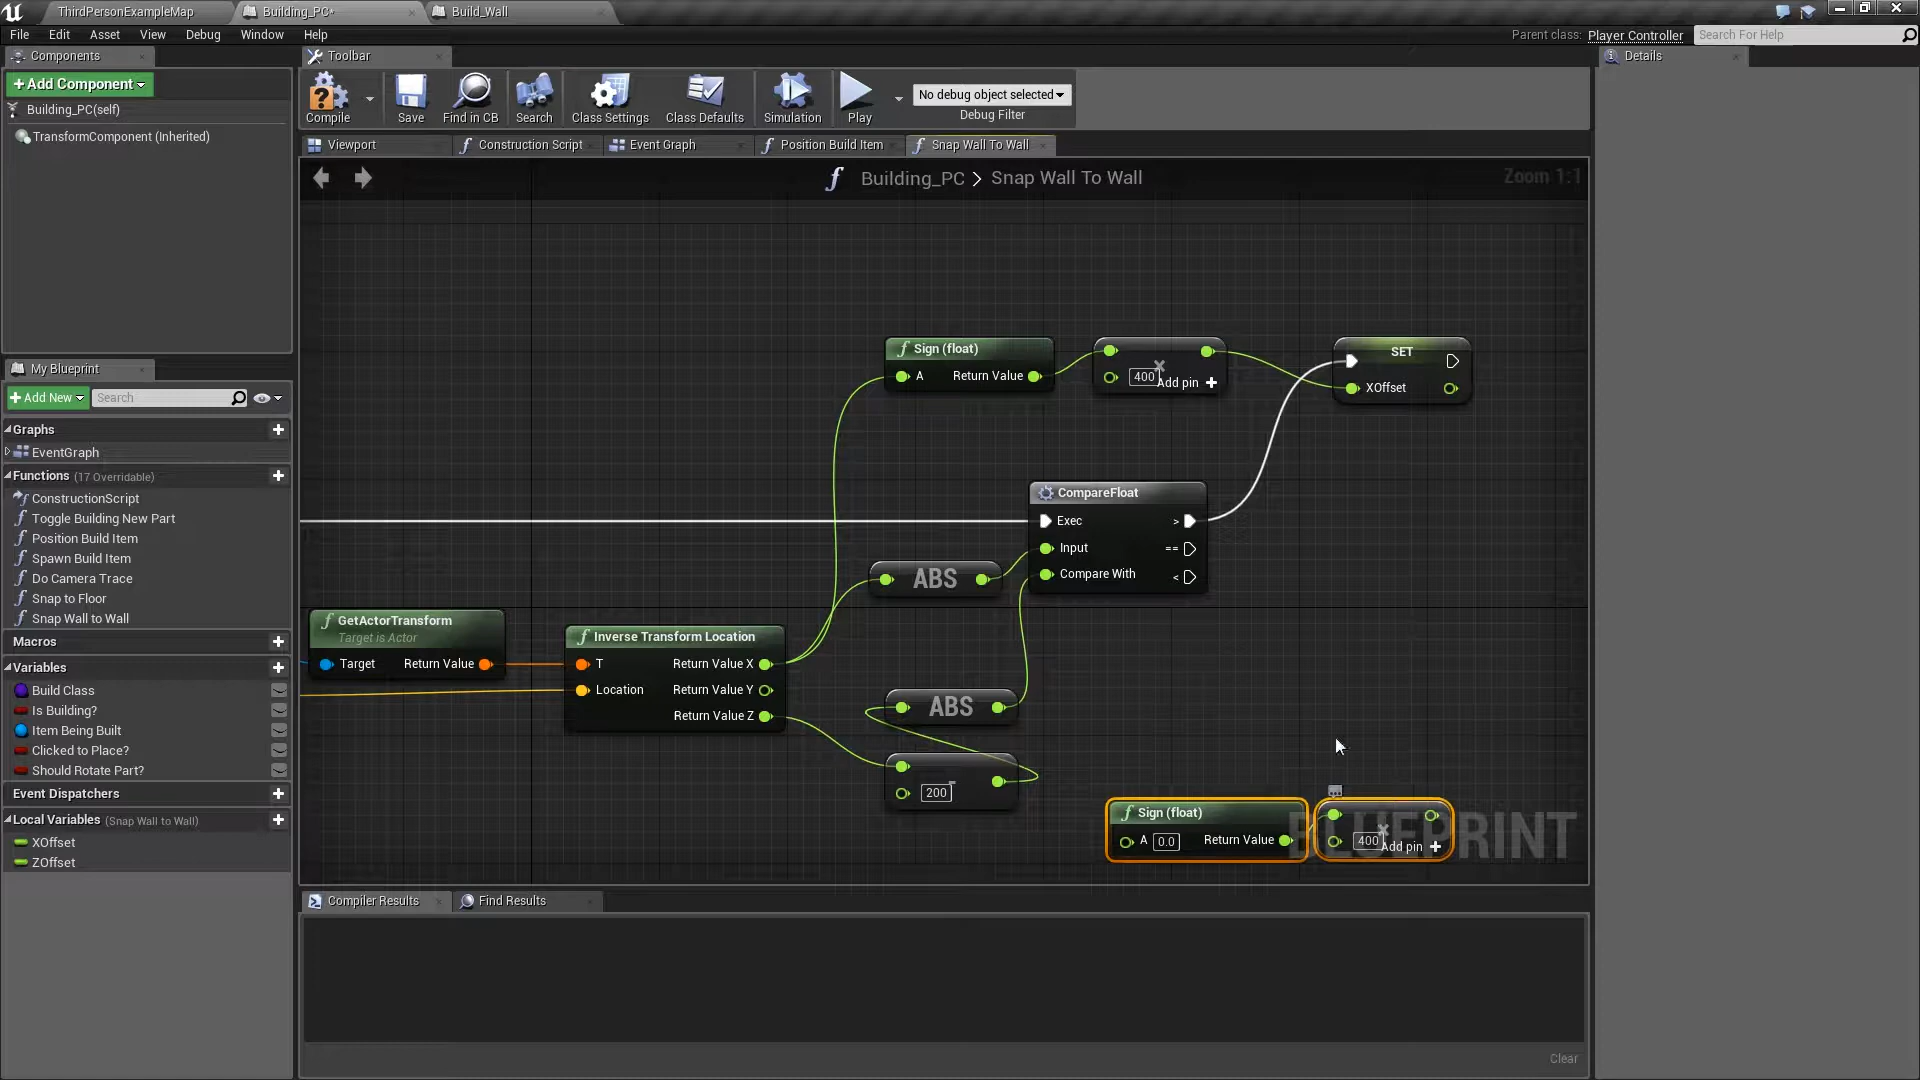 ThirdPersonExampleMap
Building_PC*
Build_Wall
File Edit Asset View Debug Window Help
Parent class: Player Controller
Search For Help
Components
Toolbar
Details
+Add Component
Building_PC(self)
TransformComponent (Inherited)
Compile
Save
Find in CB
Search
Class Settings
Class Defaults
Simulation
Play
No debug object selected
Debug Filter
Viewport
Construction Script
Event Graph
Position Build Item
Snap Wall To Wall
Building_PC > Snap Wall To Wall
Zoom 1:1
My Blueprint
+Add New
Search
Graphs
EventGraph
Functions (17 Overridable)
ConstructionScript
Toggle Building New Part
Position Build Item
Spawn Build Item
Do Camera Trace
Snap to Floor
Snap Wall to Wall
Macros
Variables
Build Class
Is Building?
Item Being Built
Clicked to Place?
Should Rotate Part?
Event Dispatchers
Local Variables (Snap Wall to Wall)
XOffset
ZOffset
Sign (float)
A Return Value
400
Add pin +
SET
XOffset
CompareFloat
Exec >
Input ==
Compare With <
ABS
GetActorTransform
Target is Actor
Target Return Value
Inverse Transform Location
T Return Value X
Location Return Value Y
Return Value Z
ABS
200
Sign (float)
A 0.0 Return Value
400
Add pin +
BLUEPRINT
Compiler Results
Find Results
Clear